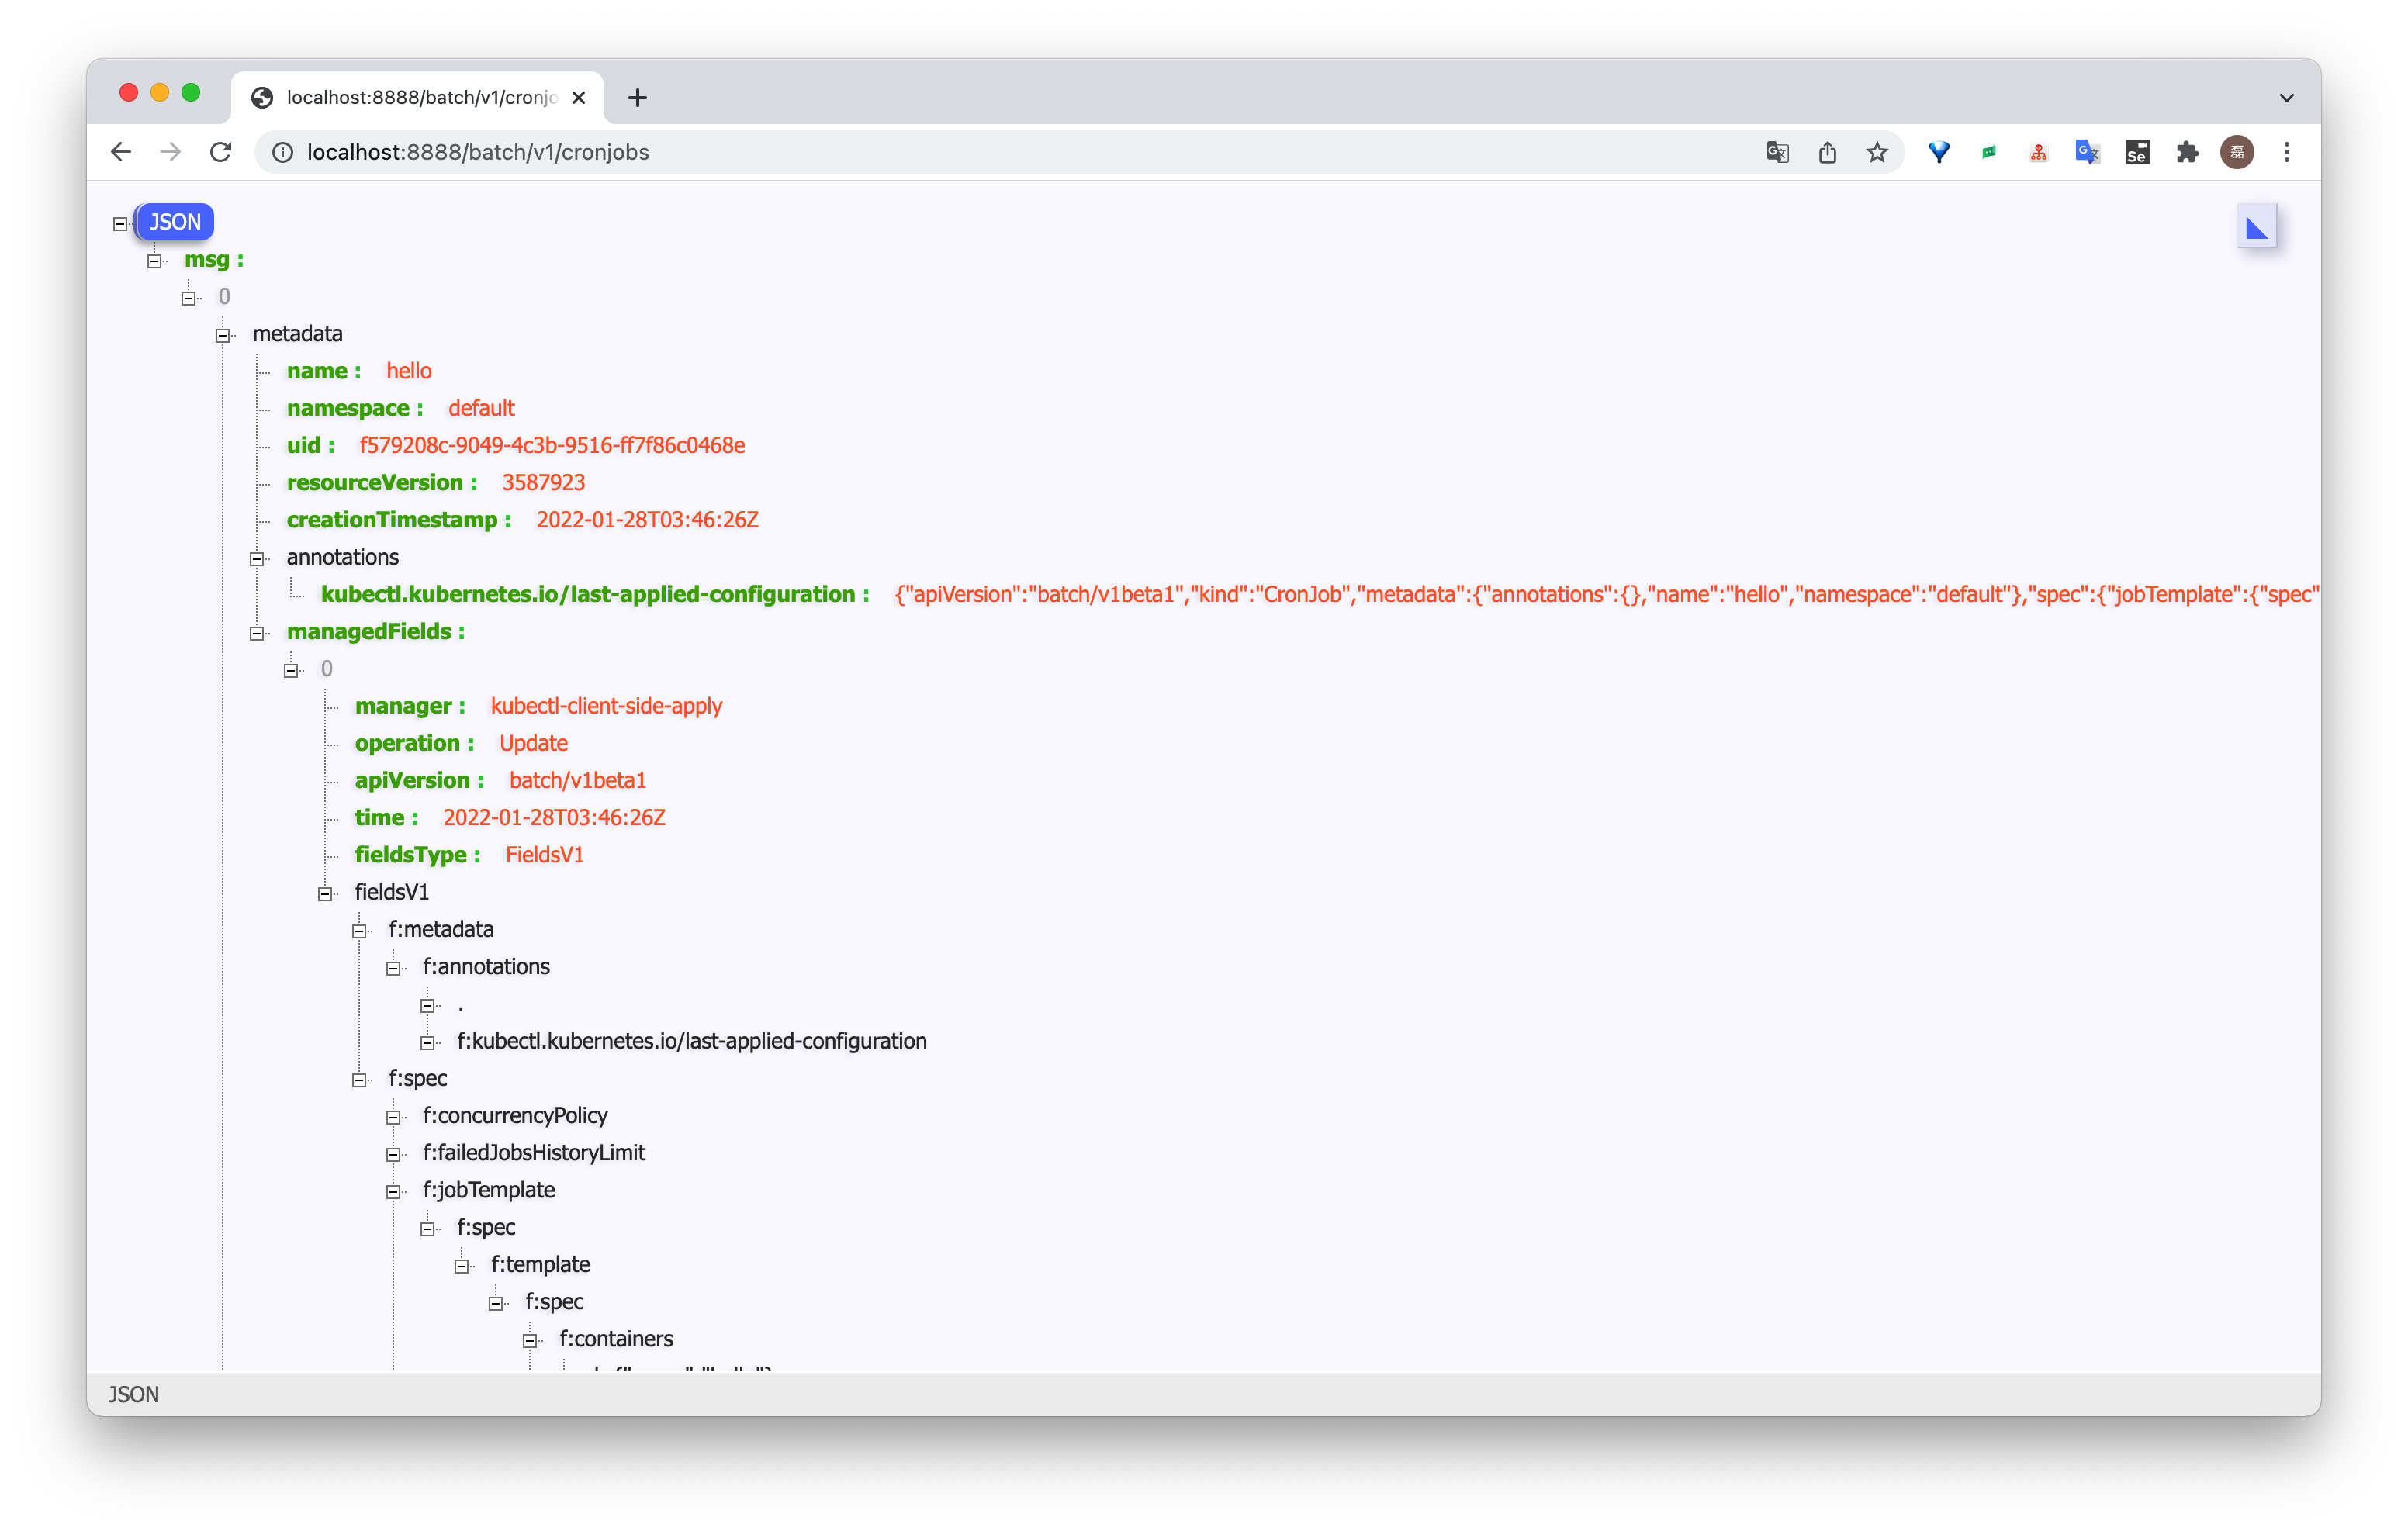 localhost:8888/batch/v1/cronjo
localhost:8888/batch/v1/cronjobs
Se
磊
JSON
msg :
0
metadata
name : hello
namespace : default
uid : f579208c-9049-4c3b-9516-ff7f86c0468e
resourceVersion : 3587923
creationTimestamp : 2022-01-28T03:46:26Z
annotations
kubectl.kubernetes.io/last-applied-configuration : {"apiVersion":"batch/v1beta1","kind":"CronJob","metadata":{"annotations":{},"name":"hello","namespace":"default"},"spec":{"jobTemplate":{"spec"
managedFields :
0
manager : kubectl-client-side-apply
operation : Update
apiVersion : batch/v1beta1
time : 2022-01-28T03:46:26Z
fieldsType : FieldsV1
fieldsV1
f:metadata
f:annotations
.
f:kubectl.kubernetes.io/last-applied-configuration
f:spec
f:concurrencyPolicy
f:failedJobsHistoryLimit
f:jobTemplate
f:spec
f:template
f:spec
f:containers
JSON